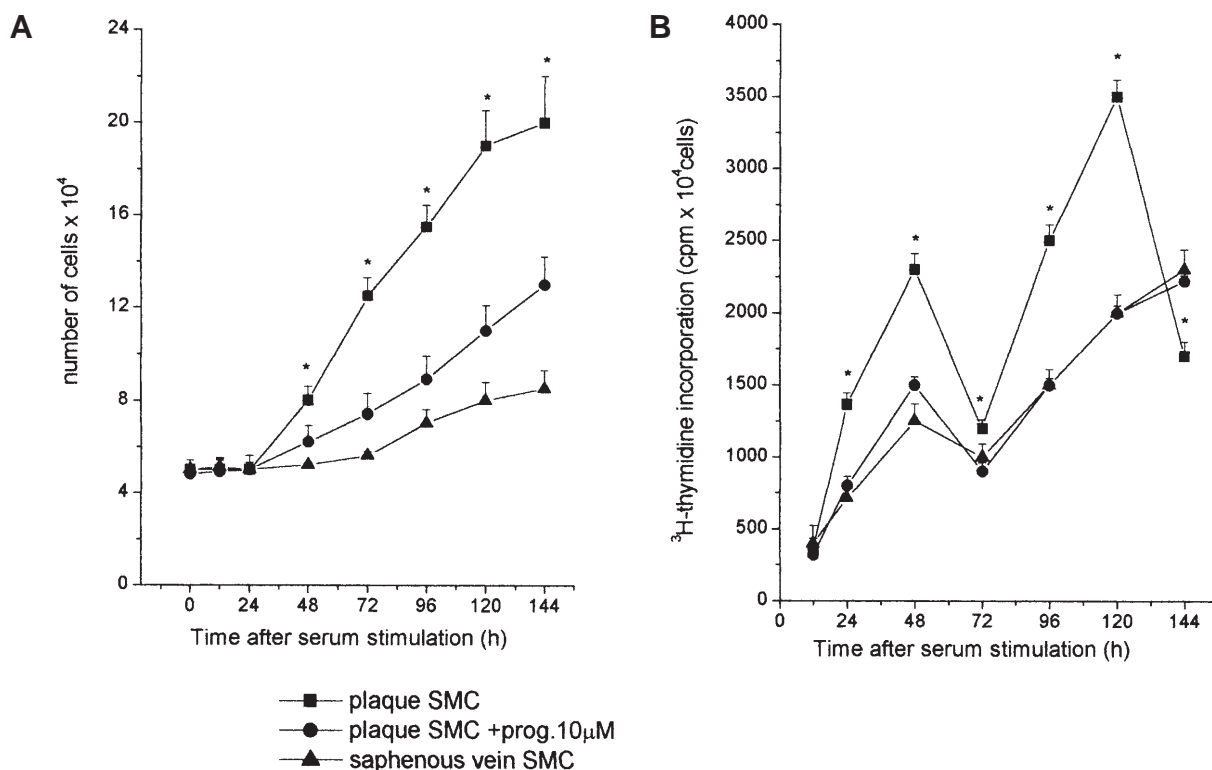 A
24
20
16
12
8
4
0
number of cells x 10⁴
* * * * *
0 24 48 72 96 120 144
Time after serum stimulation (h)
B
4000
3500
3000
2500
2000
1500
1000
500
0
³H-thymidine incorporation (cpm x 10⁴cells)
* * * * * * *
0 24 48 72 96 120 144
Time after serum stimulation (h)
plaque SMC
plaque SMC +prog.10µM
saphenous vein SMC